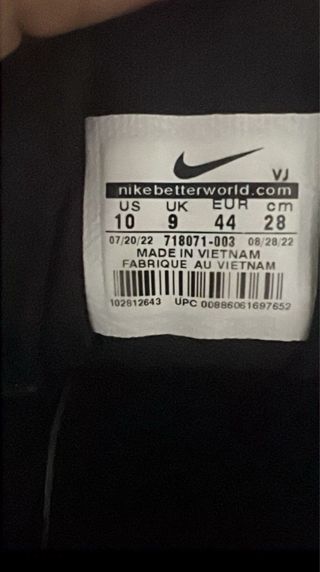 VJ
nikebetterworld.com
US UK EUR cm
10 9 44 28
07/20/22 718071-003 08/28/22
MADE IN VIETNAM
FABRIQUE AU VIETNAM
102812643 UPC 00886061697652